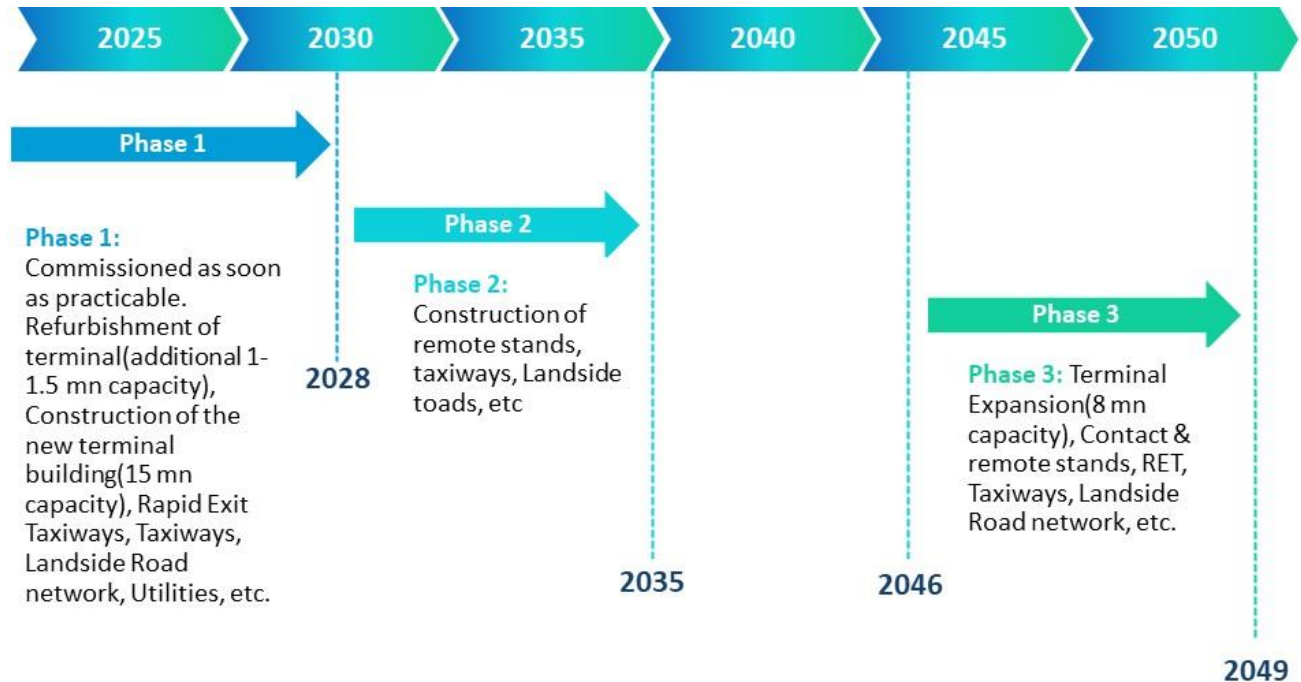 2025 2030 2035 2040 2045 2050
Phase 1
Phase 2
Phase 3
Phase 1:
Commissioned as soon
as practicable.
Refurbishment of
terminal(additional 1-
1.5 mn capacity),
Construction of the
new terminal
building(15 mn
capacity), Rapid Exit
Taxiways, Taxiways,
Landside Road
network, Utilities, etc.
2028
Phase 2:
Construction of
remote stands,
taxiways, Landside
toads, etc
2035
2046
Phase 3: Terminal
Expansion(8 mn
capacity), Contact &
remote stands, RET,
Taxiways, Landside
Road network, etc.
2049